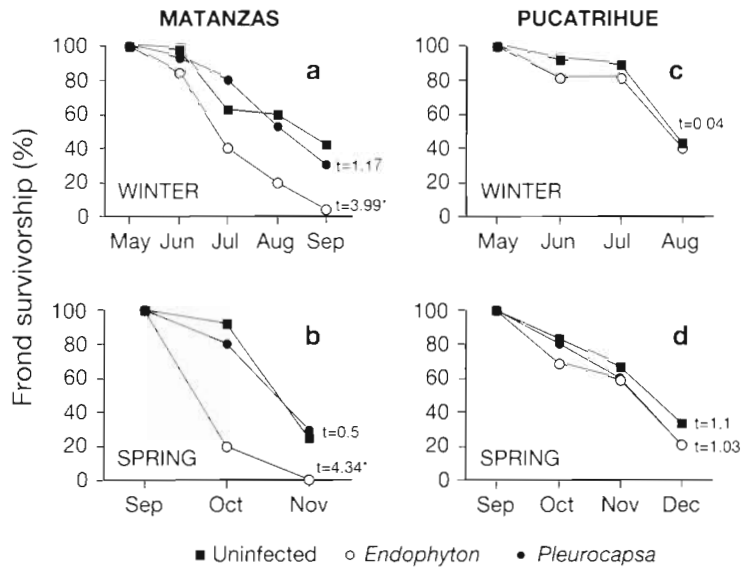 MATANZAS
PUCATRIHUE
Frond survivorship (%)
100
80
60
40
20
0
a
t=1.17
t=3.99*
WINTER
May Jun Jul Aug Sep
100
80
60
40
20
0
c
t=0 04
WINTER
May Jun Jul Aug
100
80
60
40
20
0
b
t=0.5
t=4.34*
SPRING
Sep Oct Nov
100
80
60
40
20
0
d
t=1.1
t=1.03
SPRING
Sep Oct Nov Dec
Uninfected Endophyton Pleurocapsa